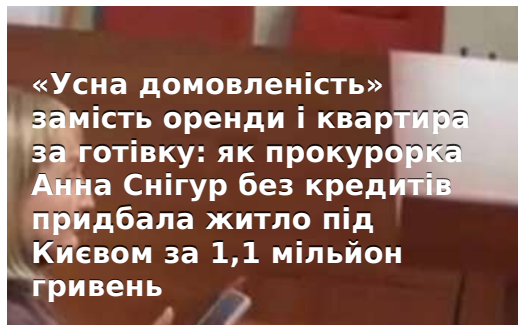 «Усна домовленість»
замість оренди і квартира
за готівку: як прокурорка
Анна Снігур без кредитів
придбала житло під
Києвом за 1,1 мільйон
гривень